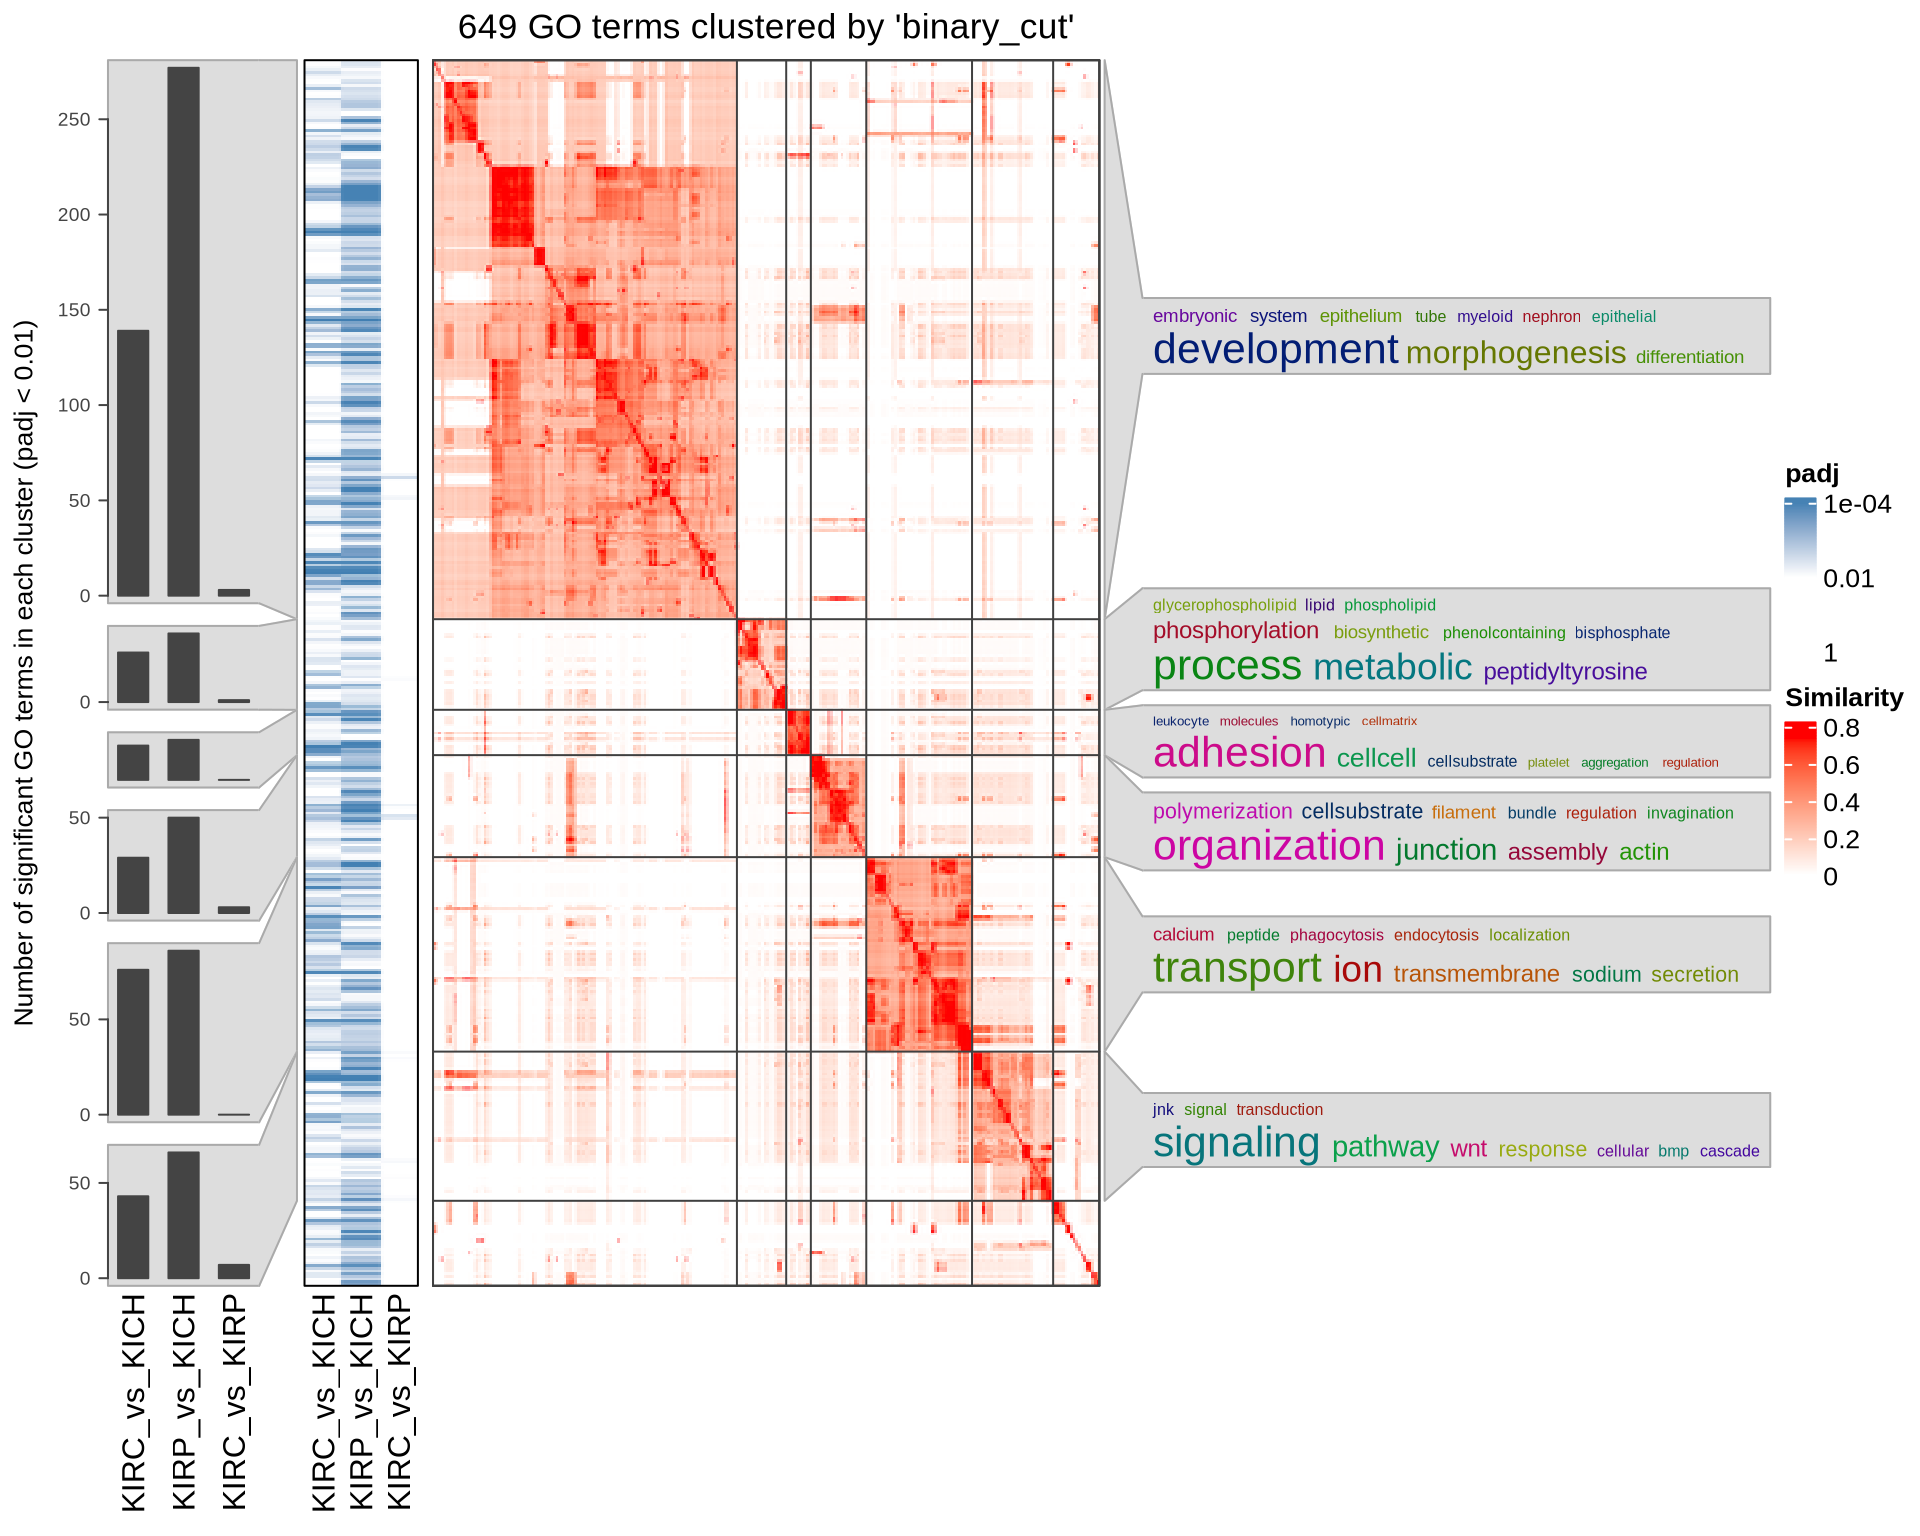 649 GO terms clustered by 'binary_cut'
Number of significant GO terms in each cluster (padj < 0.01)
250
200
150
100
50
0
0
50
0
50
0
50
0
KIRC_vs_KICH
KIRP_vs_KICH
KIRC_vs_KIRP
KIRC_vs_KICH
KIRP_vs_KICH
KIRC_vs_KIRP
embryonic system epithelium tube myeloid nephron epithelial
development morphogenesis differentiation
glycerophospholipid lipid phospholipid
phosphorylation biosynthetic phenolcontaining bisphosphate
process metabolic peptidyltyrosine
leukocyte molecules homotypic cellmatrix
adhesion cellcell cellsubstrate platelet aggregation regulation
polymerization cellsubstrate filament bundle regulation invagination
organization junction assembly actin
calcium peptide phagocytosis endocytosis localization
transport ion transmembrane sodium secretion
jnk signal transduction
signaling pathway wnt response cellular bmp cascade
padj
1e-04
0.01
1
Similarity
0.8
0.6
0.4
0.2
0